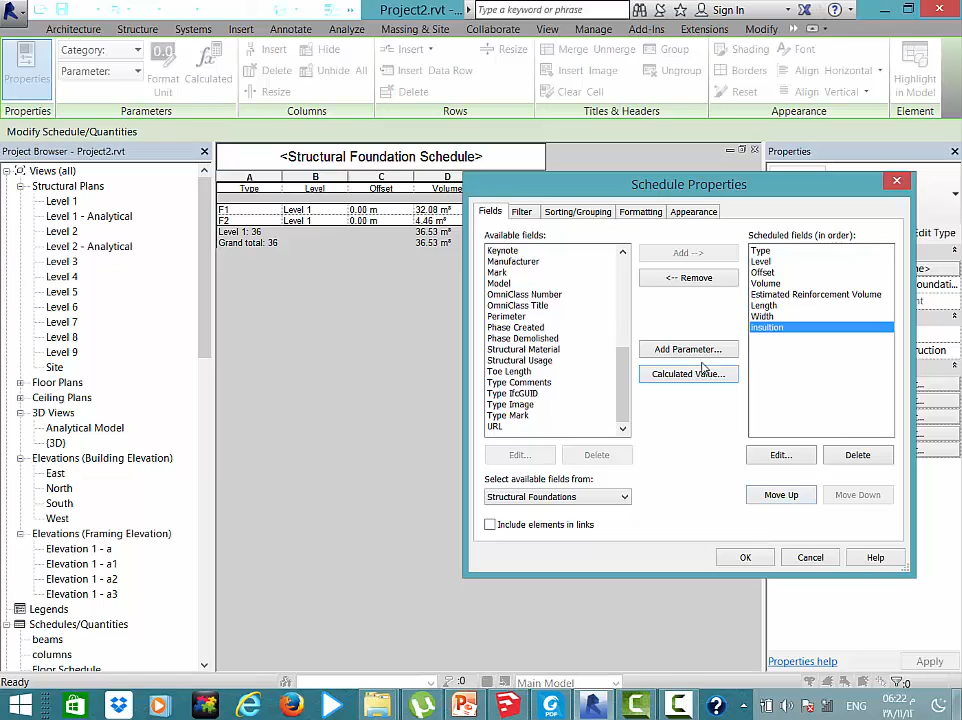 Project2.rvt -...
Type a keyword or phrase
Sign In
Architecture Structure Systems Insert Annotate Analyze Massing & Site Collaborate View Manage Add-Ins Extensions Modify
Category:
Parameter:
Properties
Format Unit
Calculated
Insert
Delete
Resize
Hide
Unhide All
Insert
Insert Data Row
Delete
Resize
Merge Unmerge
Insert Image
Clear Cell
Group
Ungroup
Shading
Borders
Reset
Font
Align Horizontal
Align Vertical
Highlight in Model
Properties Parameters Columns Rows Titles & Headers Appearance Element
Modify Schedule/Quantities
Project Browser - Project2.rvt
Views (all)
Structural Plans
Level 1
Level 1 - Analytical
Level 2
Level 2 - Analytical
Level 3
Level 4
Level 5
Level 6
Level 7
Level 8
Level 9
Site
Floor Plans
Ceiling Plans
3D Views
Analytical Model
{3D}
Elevations (Building Elevation)
East
North
South
West
Elevations (Framing Elevation)
Elevation 1 - a
Elevation 1 - a1
Elevation 1 - a2
Elevation 1 - a3
Legends
Schedules/Quantities
beams
columns
Floor Schedule
<Structural Foundation Schedule>
A B C D
Type Level Offset Volume
F1 Level 1 0.00 m 32.08 m³
F2 Level 1 0.00 m 4.46 m³
Level 1: 36 36.53 m³
Grand total: 36 36.53 m³
Schedule Properties
Fields Filter Sorting/Grouping Formatting Appearance
Available fields:
Keynote
Manufacturer
Mark
Model
OmniClass Number
OmniClass Title
Perimeter
Phase Created
Phase Demolished
Structural Material
Structural Usage
Toe Length
Type Comments
Type IfcGUID
Type Image
Type Mark
URL
Add -->
<-- Remove
Add Parameter...
Calculated Value...
Scheduled fields (in order):
Type
Level
Offset
Volume
Estimated Reinforcement Volume
Length
Width
insultion
Edit... Delete
Edit... Delete
Select available fields from:
Structural Foundations
Move Up Move Down
Include elements in links
OK Cancel Help
Properties
Edit Type
Properties help
Apply
Ready
:0
Main Model
:0
ENG
٠٦:٢٢ م